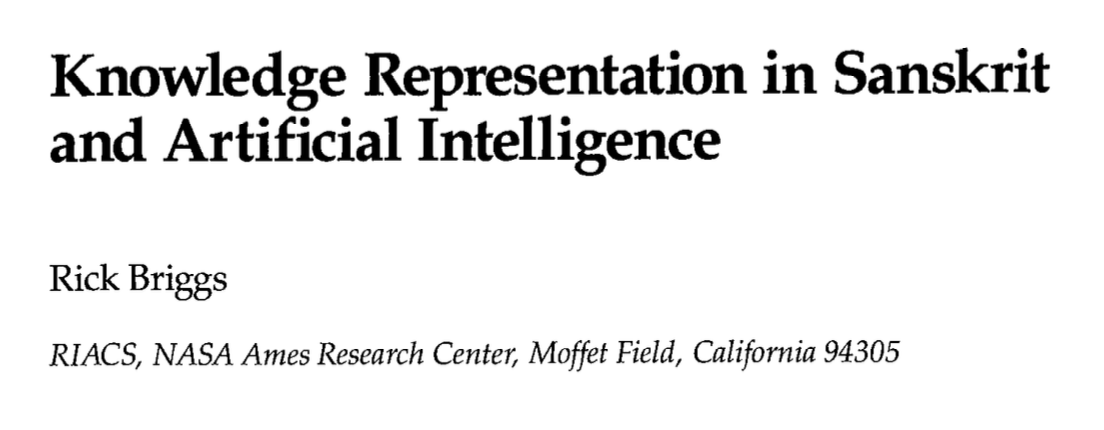 Knowledge Representation in Sanskrit
and Artificial Intelligence
Rick Briggs
RIACS, NASA Ames Research Center, Moffet Field, California 94305